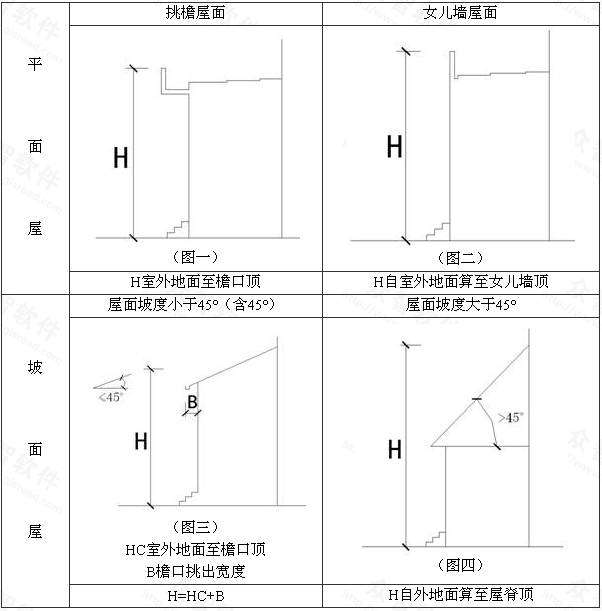 挑檐屋面
女儿墙屋面
平
面
屋
H
(图一)
H室外地面至檐口顶
H
(图二)
H自室外地面算至女儿墙顶
坡
面
屋
屋面坡度小于45°(含45°)
≤45°
B
H
(图三)
HC室外地面至檐口顶
B檐口挑出宽度
H=HC+B
屋面坡度大于45°
H
>45°
(图四)
H自外地面算至屋脊顶